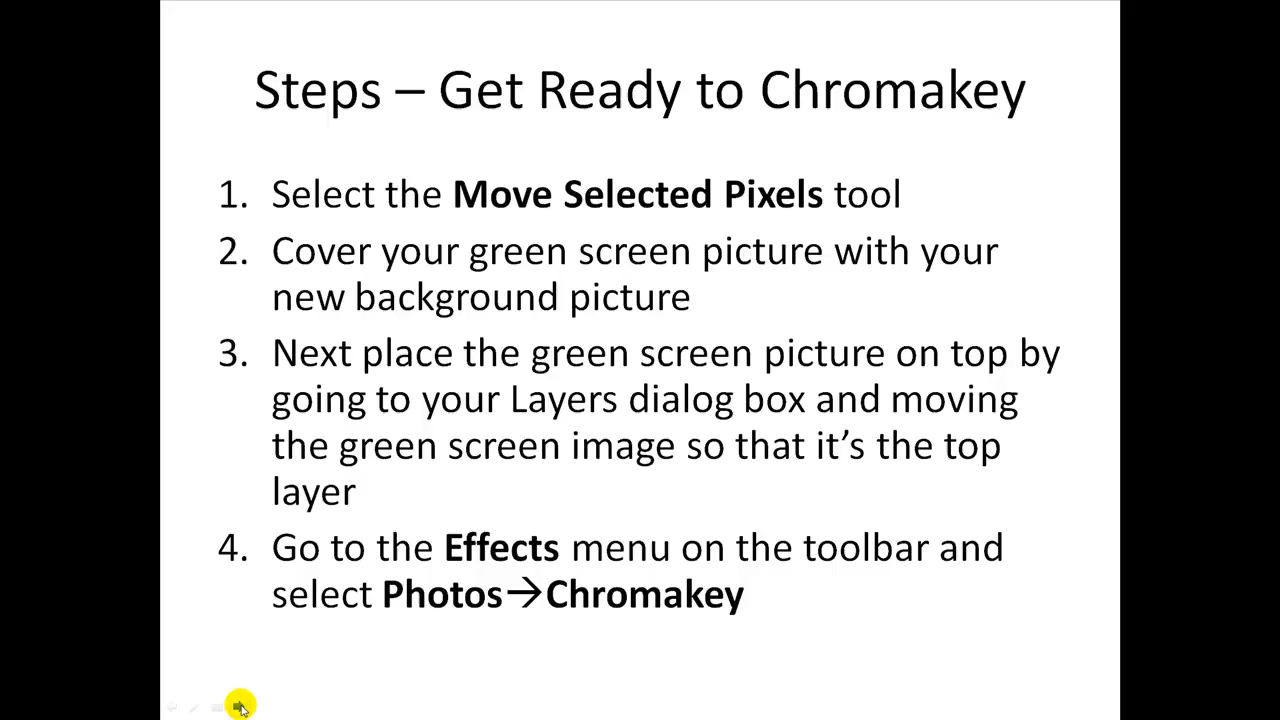 Steps – Get Ready to Chromakey
1. Select the Move Selected Pixels tool
2. Cover your green screen picture with your
new background picture
3. Next place the green screen picture on top by
going to your Layers dialog box and moving
the green screen image so that it’s the top
layer
4. Go to the Effects menu on the toolbar and
select Photos→Chromakey